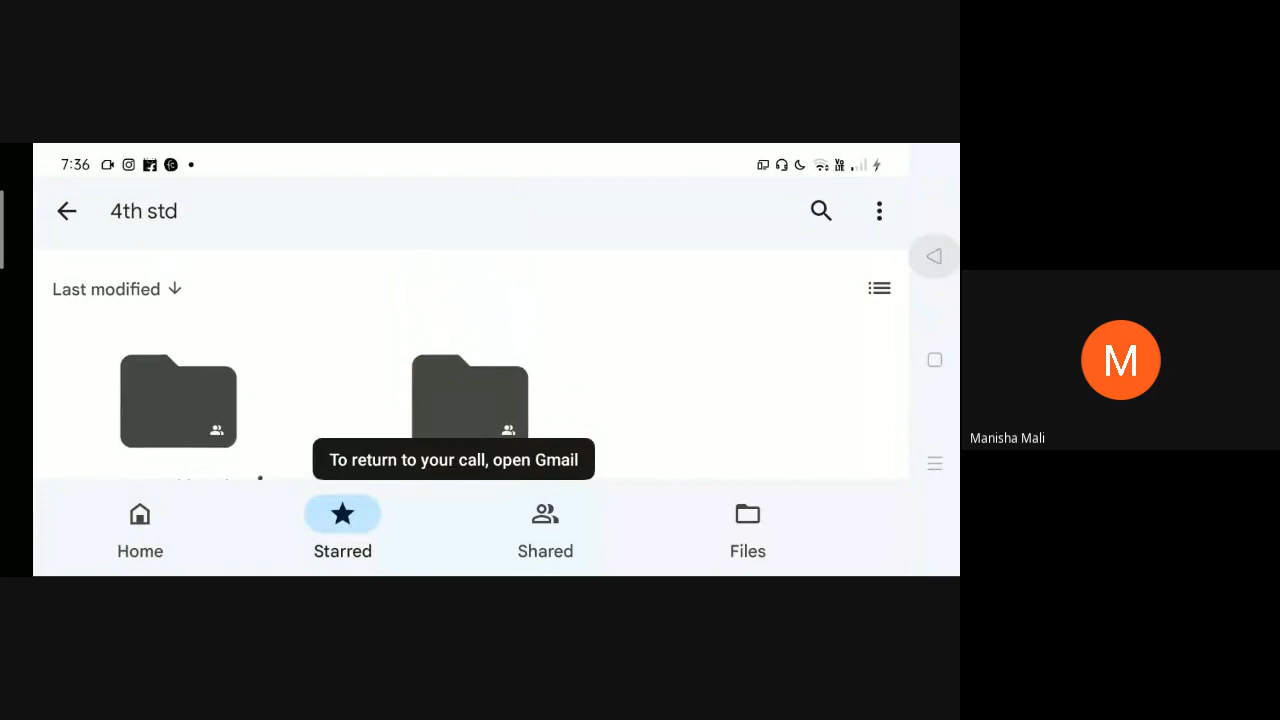 7:36
4th std
Last modified
To return to your call, open Gmail
Home
Starred
Shared
Files
M
Manisha Mali